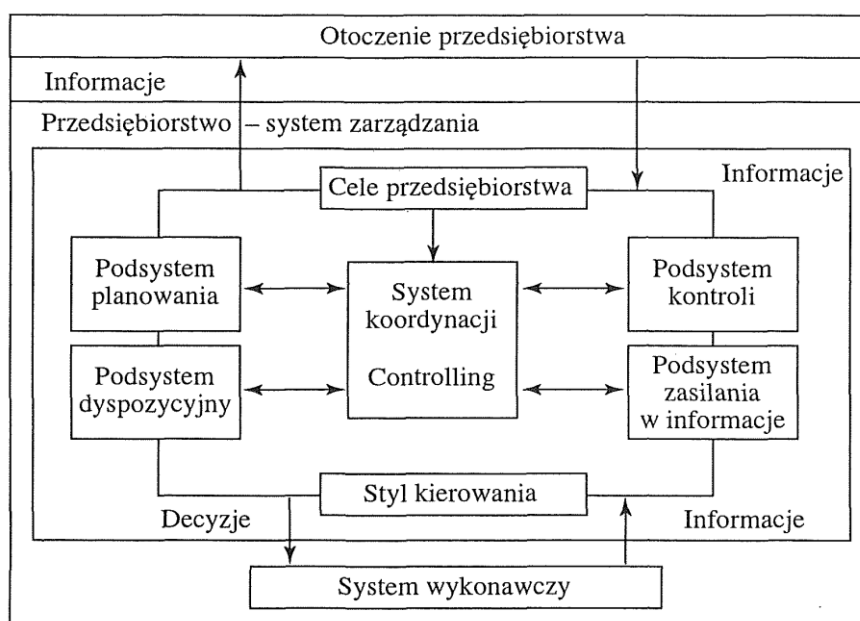 Otoczenie przedsiębiorstwa
Informacje
Przedsiębiorstwo – system zarządzania
Informacje
Cele przedsiębiorstwa
Podsystem
planowania
System
koordynacji
Controlling
Podsystem
kontroli
Podsystem
dyspozycyjny
Podsystem
zasilania
w informacje
Styl kierowania
Decyzje
Informacje
System wykonawczy